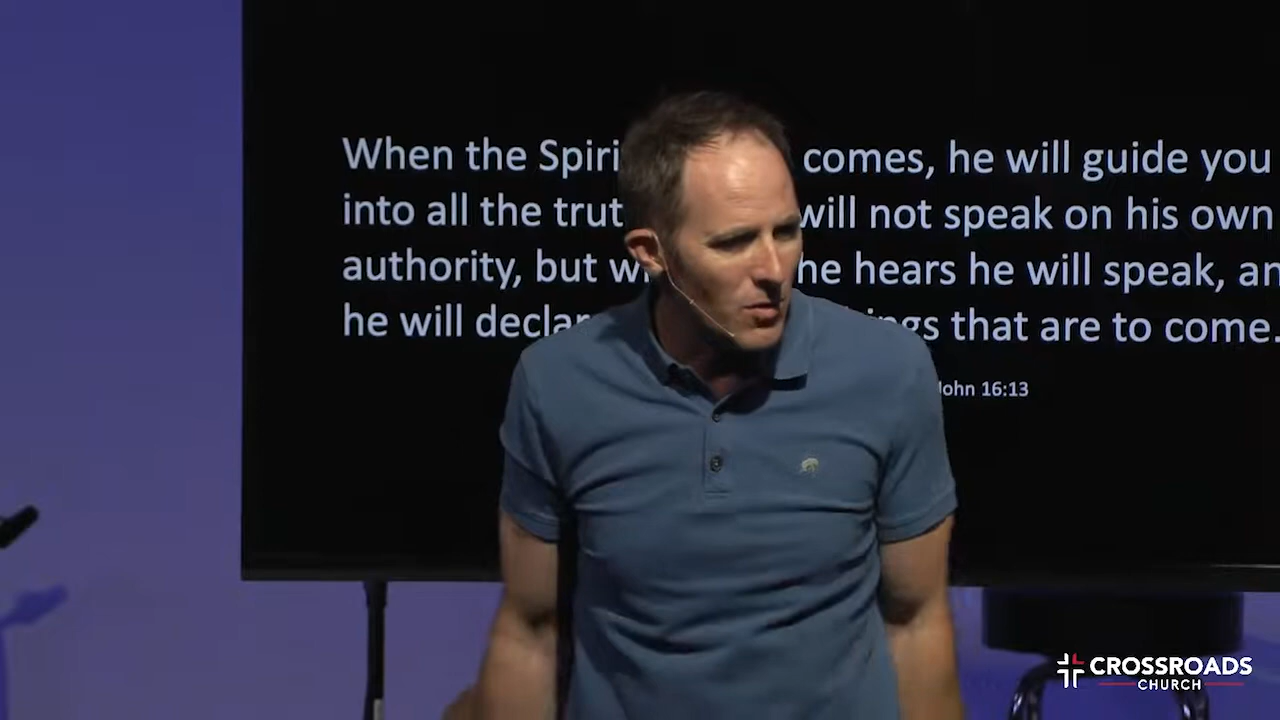 When the Spiri comes, he will guide you
into all the trut will not speak on his own
authority, but w he hears he will speak, an
he will declar ngs that are to come.
John 16:13
CROSSROADS
CHURCH